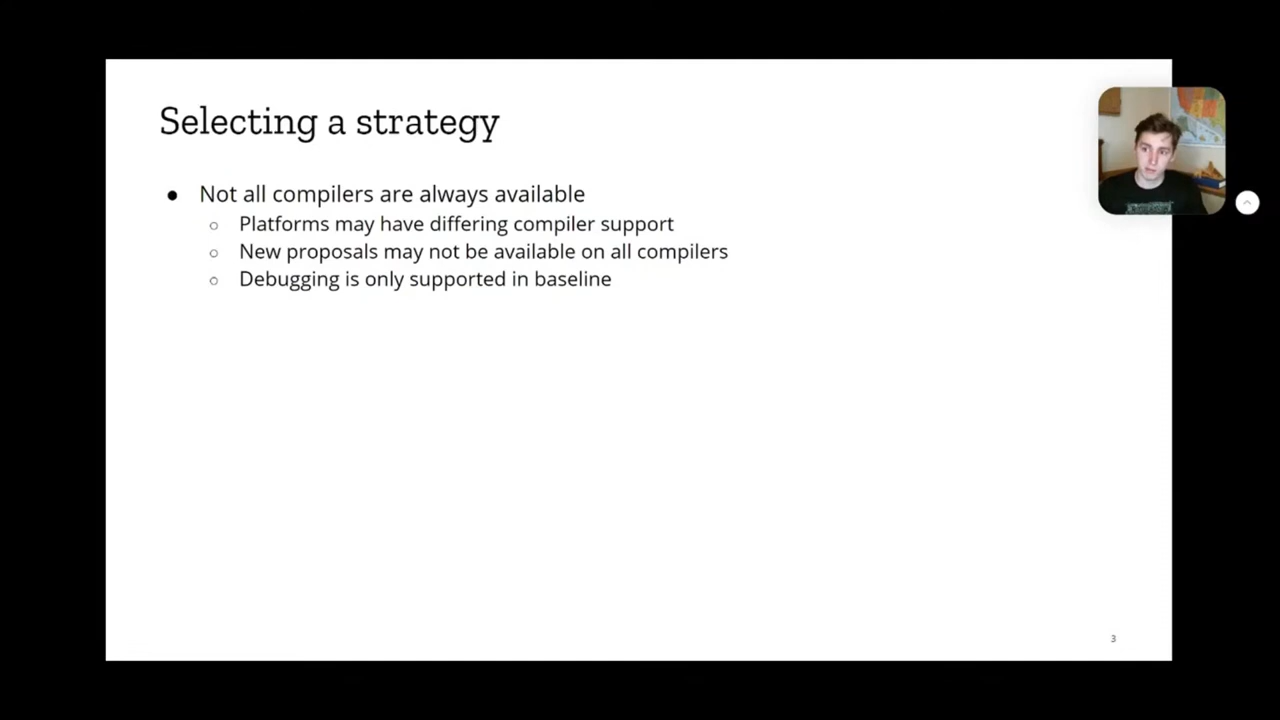 Selecting a strategy
● Not all compilers are always available
○ Platforms may have differing compiler support
○ New proposals may not be available on all compilers
○ Debugging is only supported in baseline
3